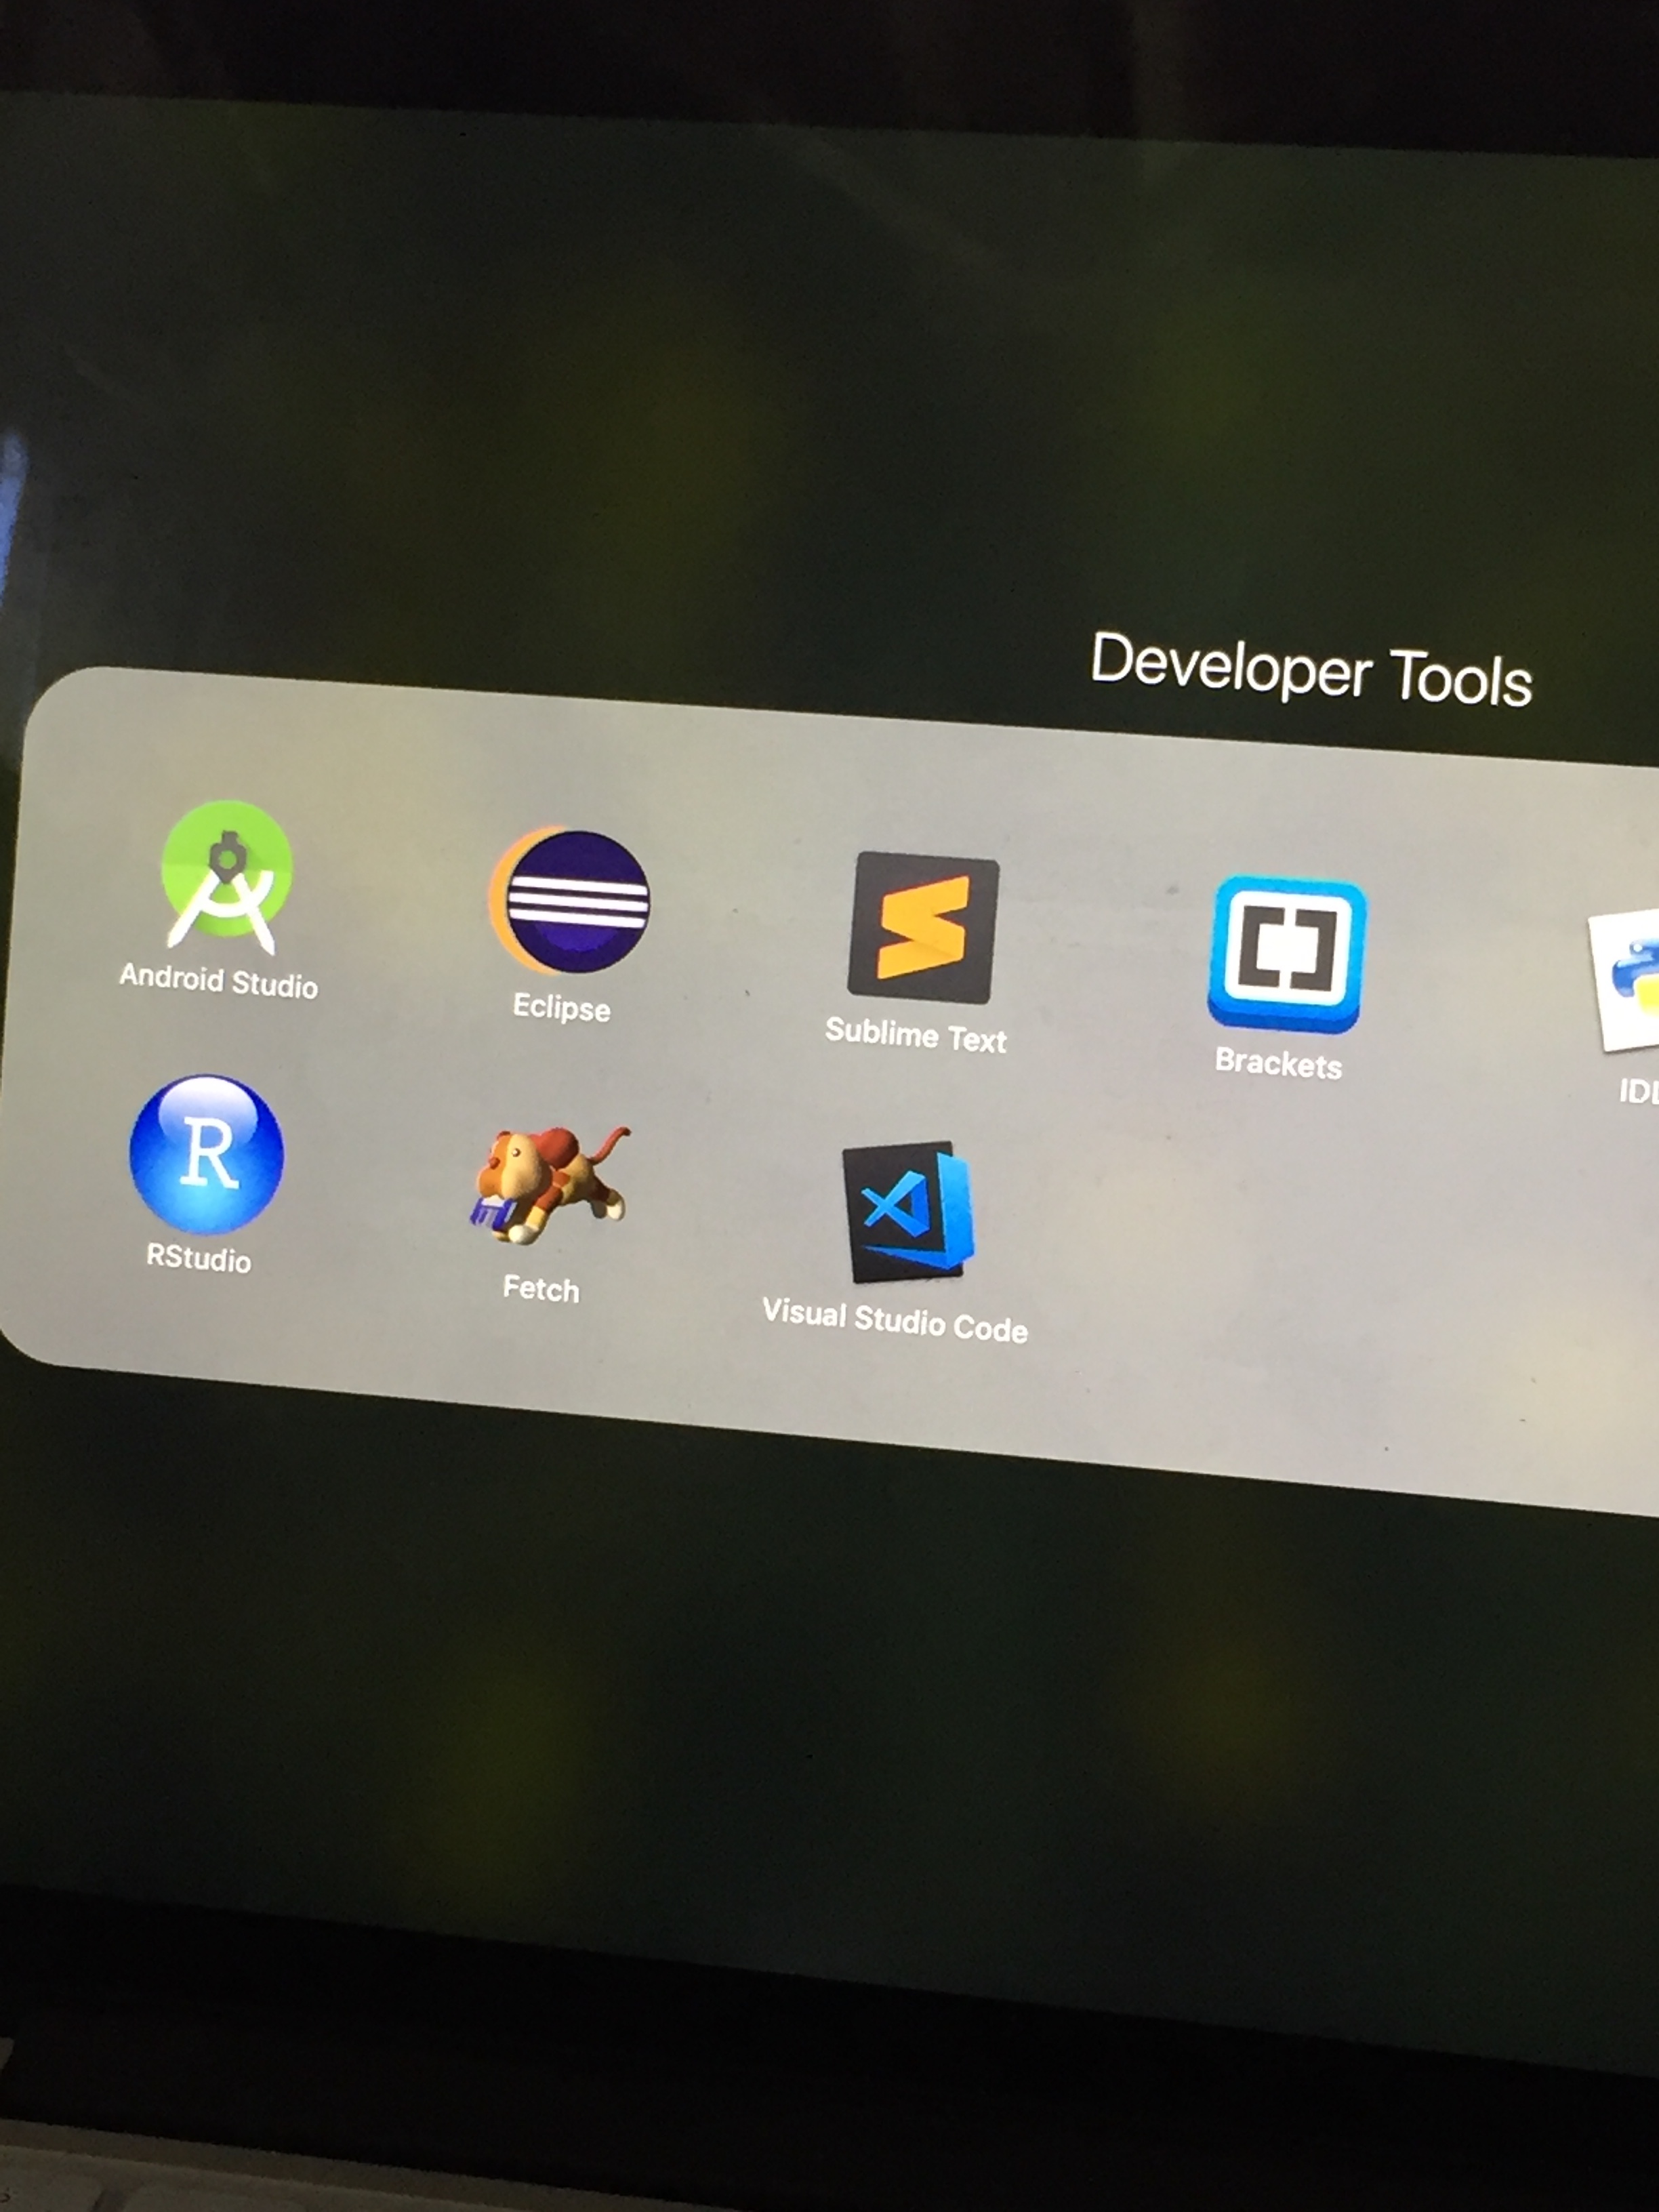 Developer Tools
Android Studio
Eclipse
Sublime Text
Brackets
R
RStudio
Fetch
Visual Studio Code